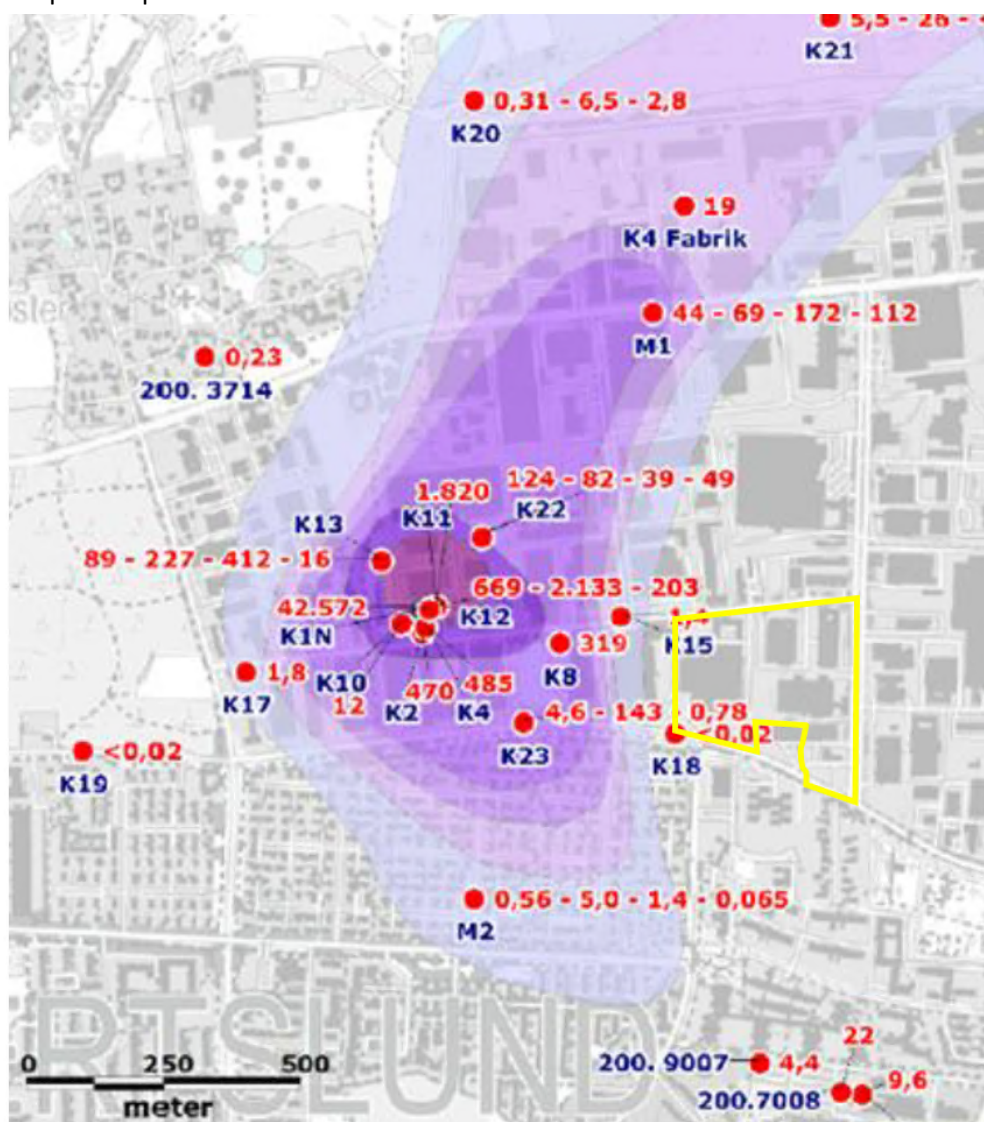 5,5 - 26 -
K21
0,31 - 6,5 - 2,8
K20
19
K4 Fabrik
44 - 69 - 172 - 112
M1
0,23
200. 3714
124 - 82 - 39 - 49
1.820
K22
K11
K13
89 - 227 - 412 - 16
669 - 2.133 - 203
42.572
K12
K1N
K15
319
K8
1,8
K10
K17
485
470
12
K2
K4
4,6 - 143 - 0,78
<0,02
K23
K18
<0,02
K19
0,56 - 5,0 - 1,4 - 0,065
M2
RTSLUND
0 250 500
meter
22
200. 9007
4,4
9,6
200.7008